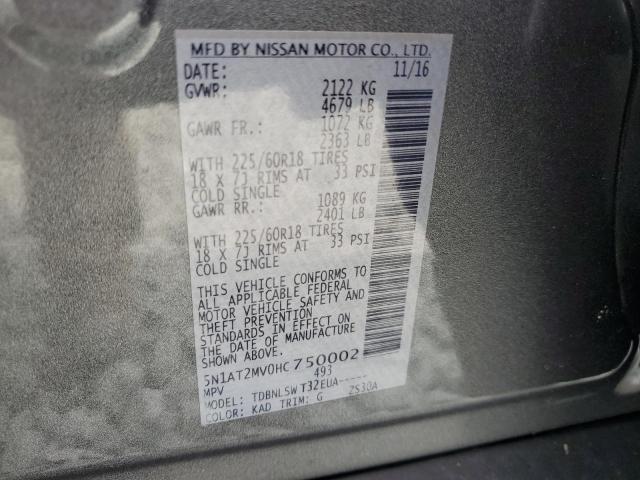 MFD BY NISSAN MOTOR CO., LTD.
DATE: 11/16
GVWR: 2122 KG
4679 LB
GAWR FR.: 1072 KG
2363 LB
WITH 225/60R18 TIRES
18 X 7J RIMS AT 33 PSI
COLD SINGLE
GAWR RR.: 1089 KG
2401 LB
WITH 225/60R18 TIRES
18 X 7J RIMS AT 33 PSI
COLD SINGLE
THIS VEHICLE CONFORMS TO
ALL APPLICABLE FEDERAL
MOTOR VEHICLE SAFETY AND
THEFT PREVENTION
STANDARDS IN EFFECT ON
THE DATE OF MANUFACTURE
SHOWN ABOVE.
5N1AT2MV0HC750002
MPV 493
MODEL: TDBNLSW T32EUA-----
COLOR: KAD TRIM: G ZS30A